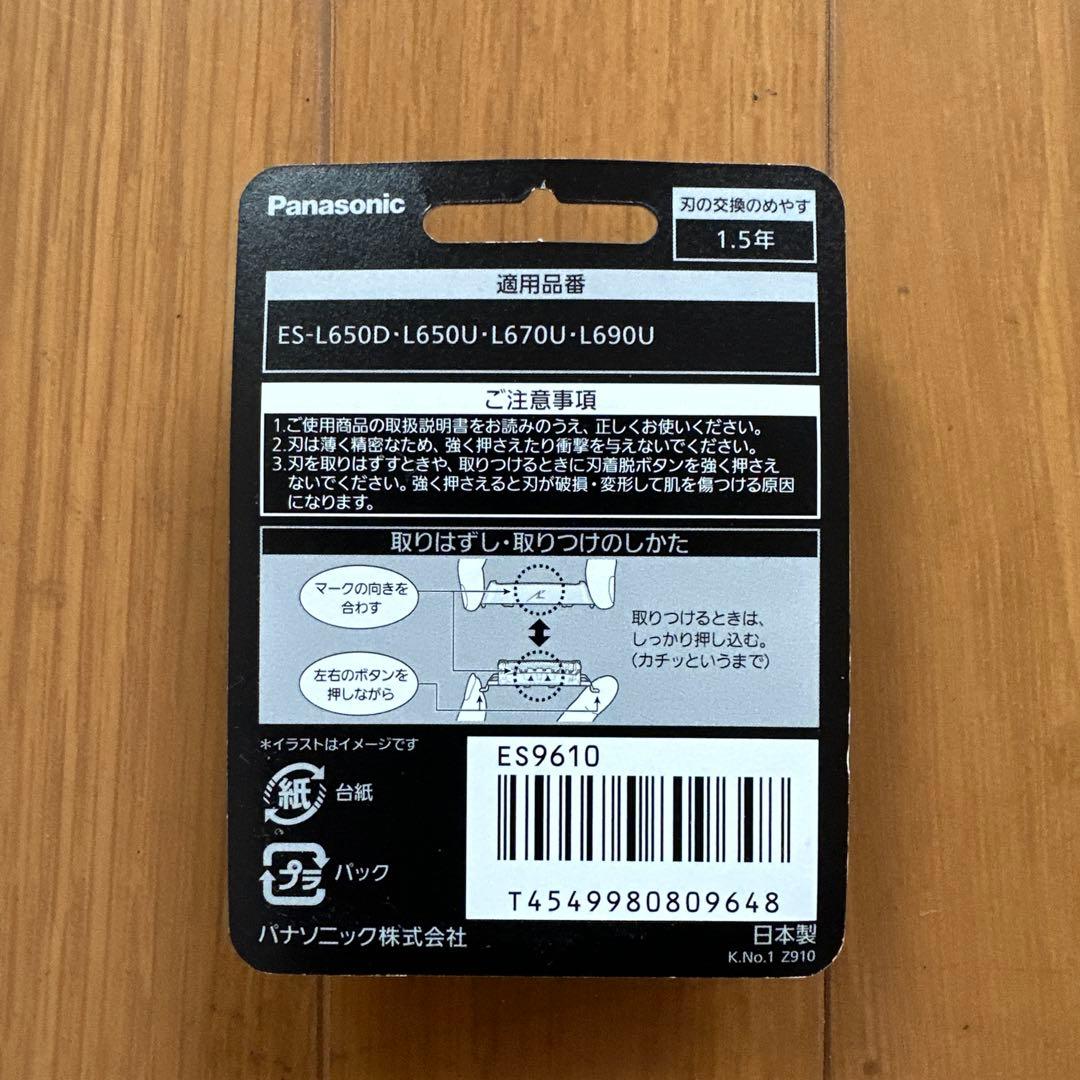 Panasonic
刃の交換のめやす
1.5年
適用品番
ES-L650D・L650U・L670U・L690U
ご注意事項
1.ご使用商品の取扱説明書をお読みのうえ、正しくお使いください。
2.刃は薄く精密なため、強く押さえたり衝撃を与えないでください。
3.刃を取りはずすときや、取りつけるときに刃着脱ボタンを強く押さえ
ないでください。強く押さえると刃が破損・変形して肌を傷つける原因
になります。
取りはずし・取りつけのしかた
マークの向きを
合わす
取りつけるときは、
しっかり押し込む。
(カチッというまで)
左右のボタンを
押しながら
*イラストはイメージです
紙
台紙
プラ
パック
パナソニック株式会社
ES9610
T4549980809648
日本製
K.No.1 Z910